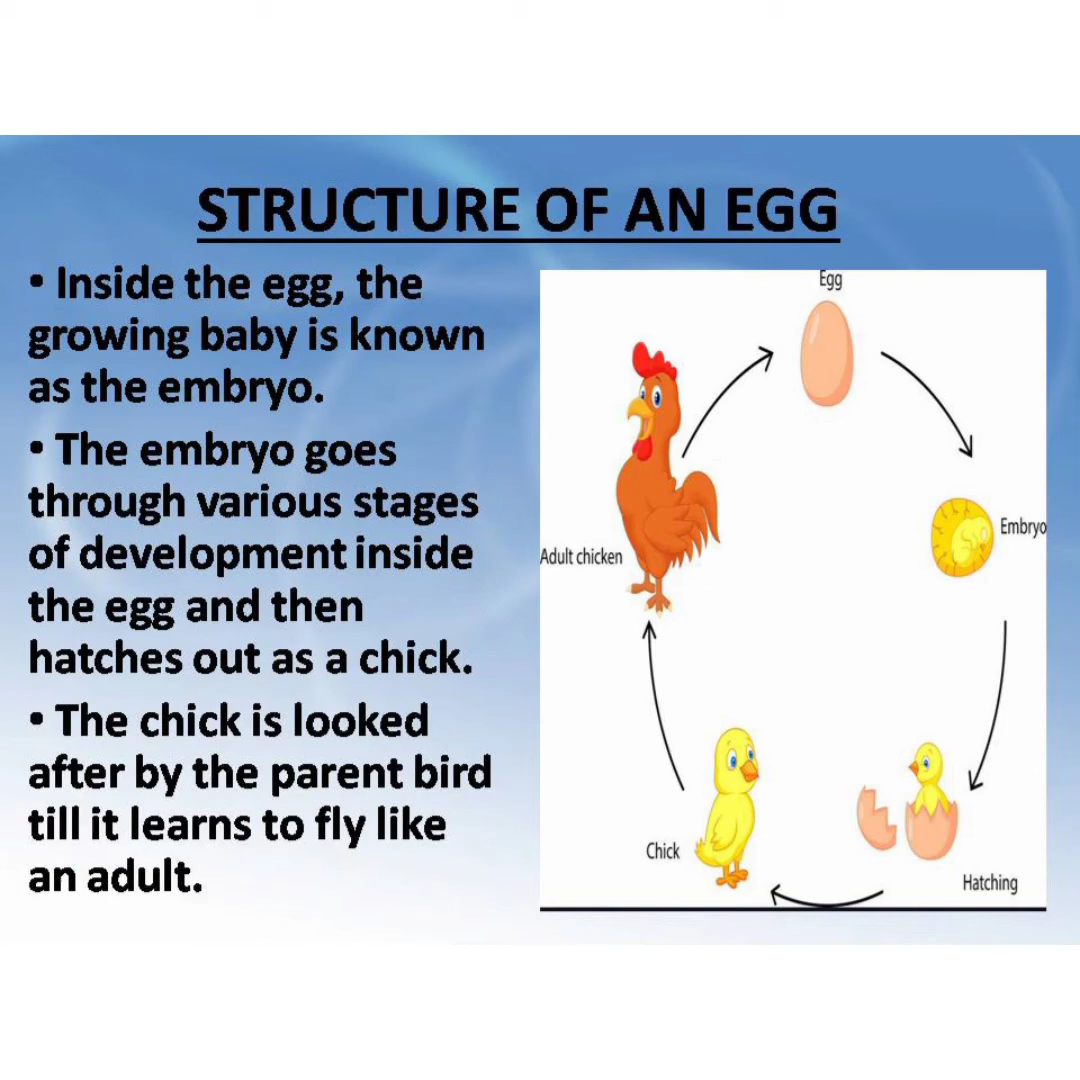 STRUCTURE OF AN EGG
• Inside the egg, the
growing baby is known
as the embryo.
• The embryo goes
through various stages
of development inside
the egg and then
hatches out as a chick.
• The chick is looked
after by the parent bird
till it learns to fly like
an adult.
Egg
Embryo
Hatching
Chick
Adult chicken